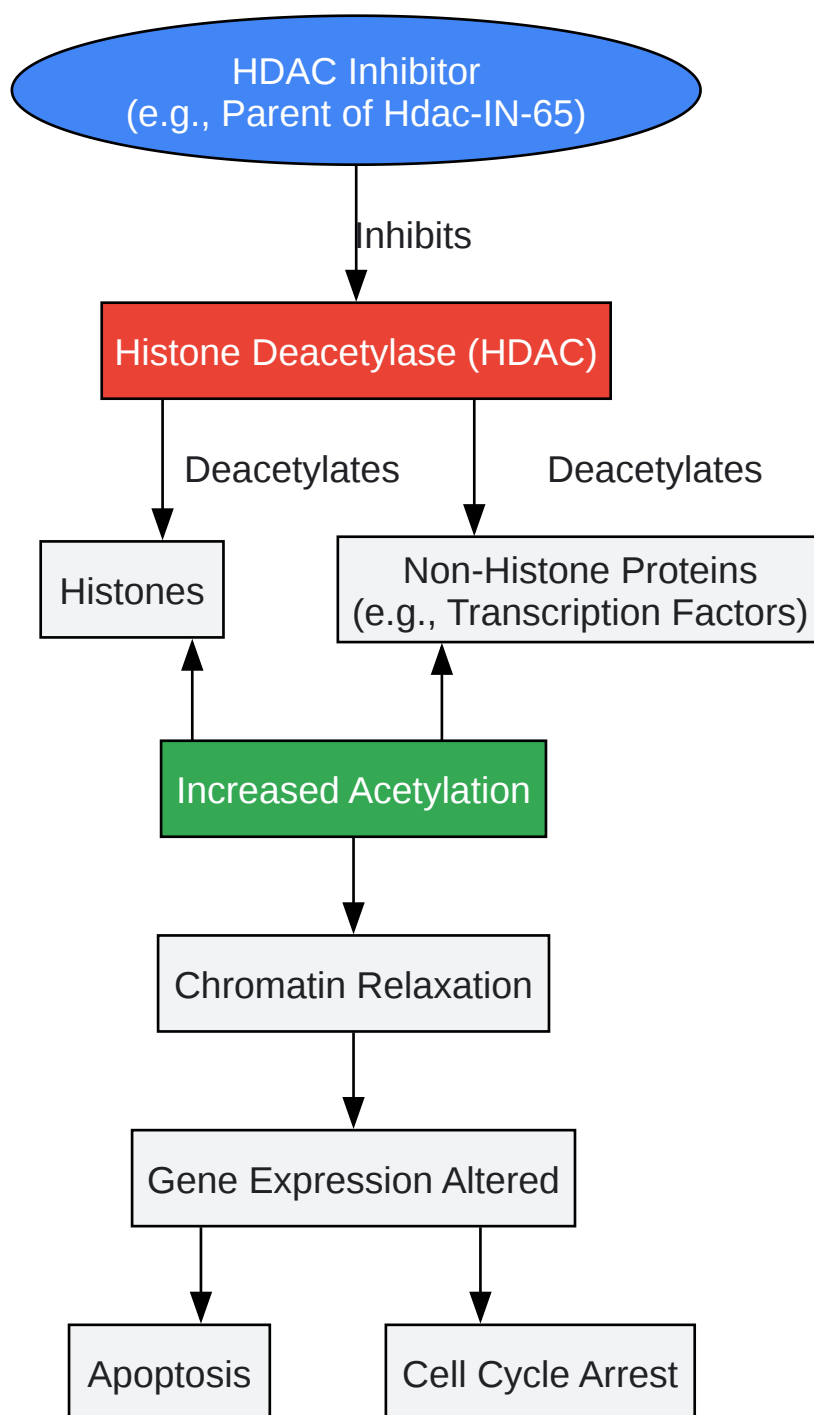 HDAC Inhibitor
(e.g., Parent of Hdac-IN-65)
Inhibits
Histone Deacetylase (HDAC)
Deacetylates
Deacetylates
Histones
Non-Histone Proteins
(e.g., Transcription Factors)
Increased Acetylation
Chromatin Relaxation
Gene Expression Altered
Apoptosis
Cell Cycle Arrest